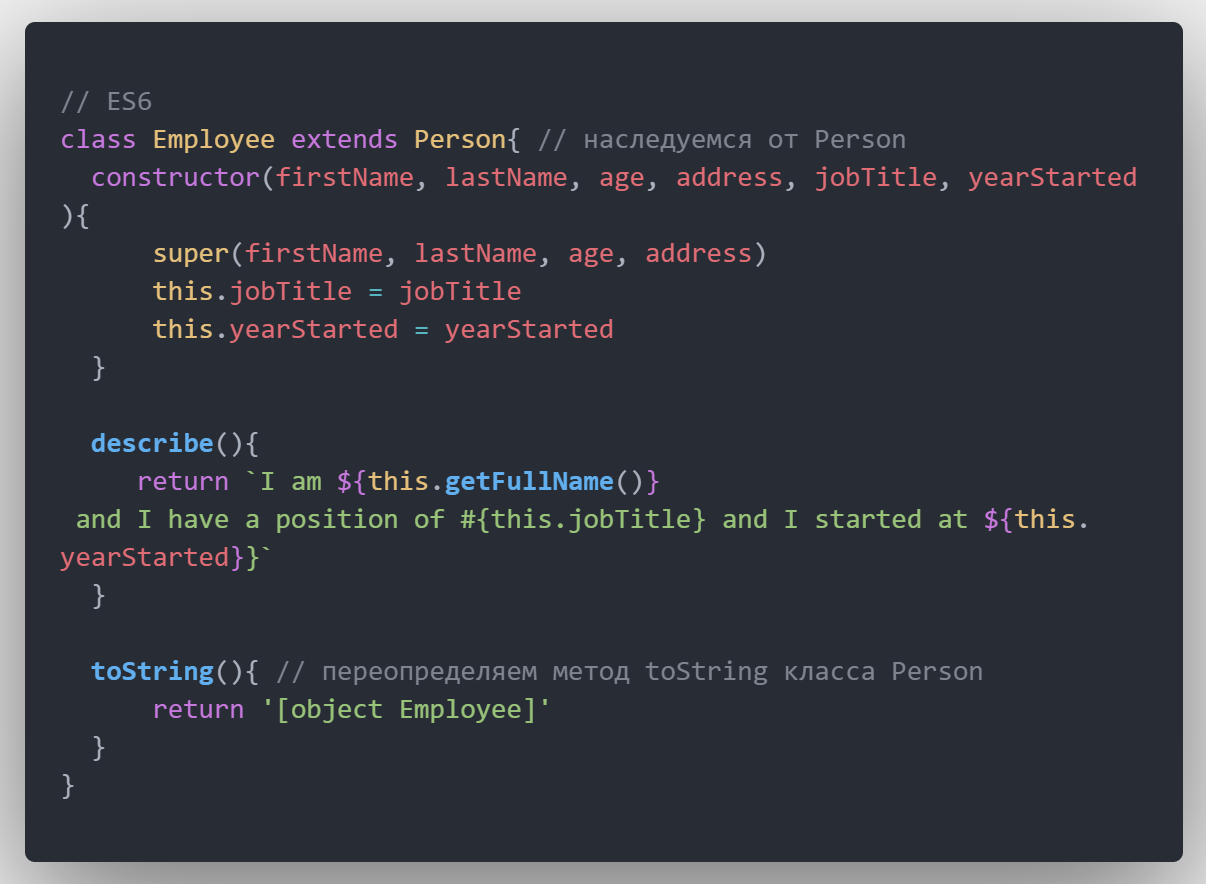 // ES6
class Employee extends Person{ // наследуемся от Person
  constructor(firstName, lastName, age, address, jobTitle, yearStarted
){
      super(firstName, lastName, age, address)
      this.jobTitle = jobTitle
      this.yearStarted = yearStarted
  }

  describe(){
     return `I am ${this.getFullName()}
 and I have a position of #{this.jobTitle} and I started at ${this.
yearStarted}}`
  }

  toString(){ // переопределяем метод toString класса Person
      return '[object Employee]'
  }
}